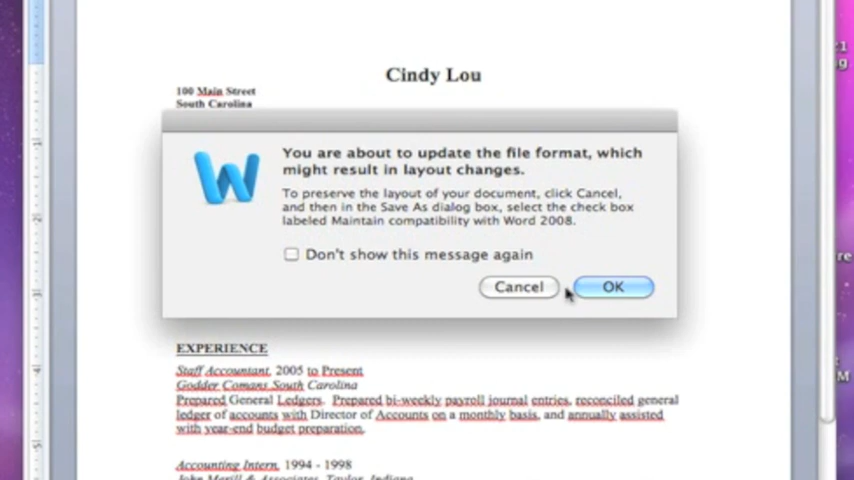 Cindy Lou
100 Main Street
South Carolina
You are about to update the file format, which
might result in layout changes.
To preserve the layout of your document, click Cancel,
and then in the Save As dialog box, select the check box
labeled Maintain compatibility with Word 2008.
Don't show this message again
Cancel
OK
EXPERIENCE
Staff Accountant, 2005 to Present
Godder Comans South Carolina
Prepared General Ledgers. Prepared bi-weekly payroll journal entries, reconciled general
ledger of accounts with Director of Accounts on a monthly basis, and annually assisted
with year-end budget preparation.
Accounting Intern, 1994 - 1998
John Merill & Associates, Taylor, Indiana